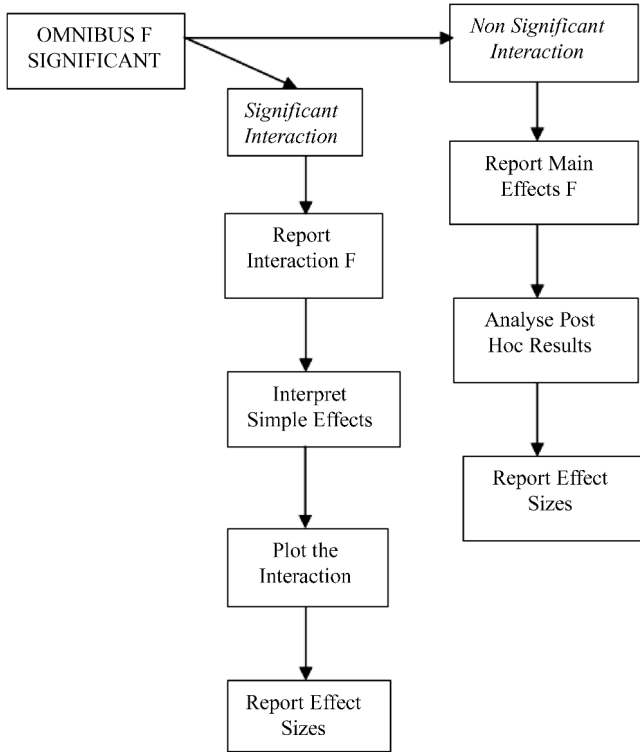 OMNIBUS F
SIGNIFICANT
Non Significant
Interaction
Significant
Interaction
Report Main
Effects F
Report
Interaction F
Analyse Post
Hoc Results
Interpret
Simple Effects
Report Effect
Sizes
Plot the
Interaction
Report Effect
Sizes